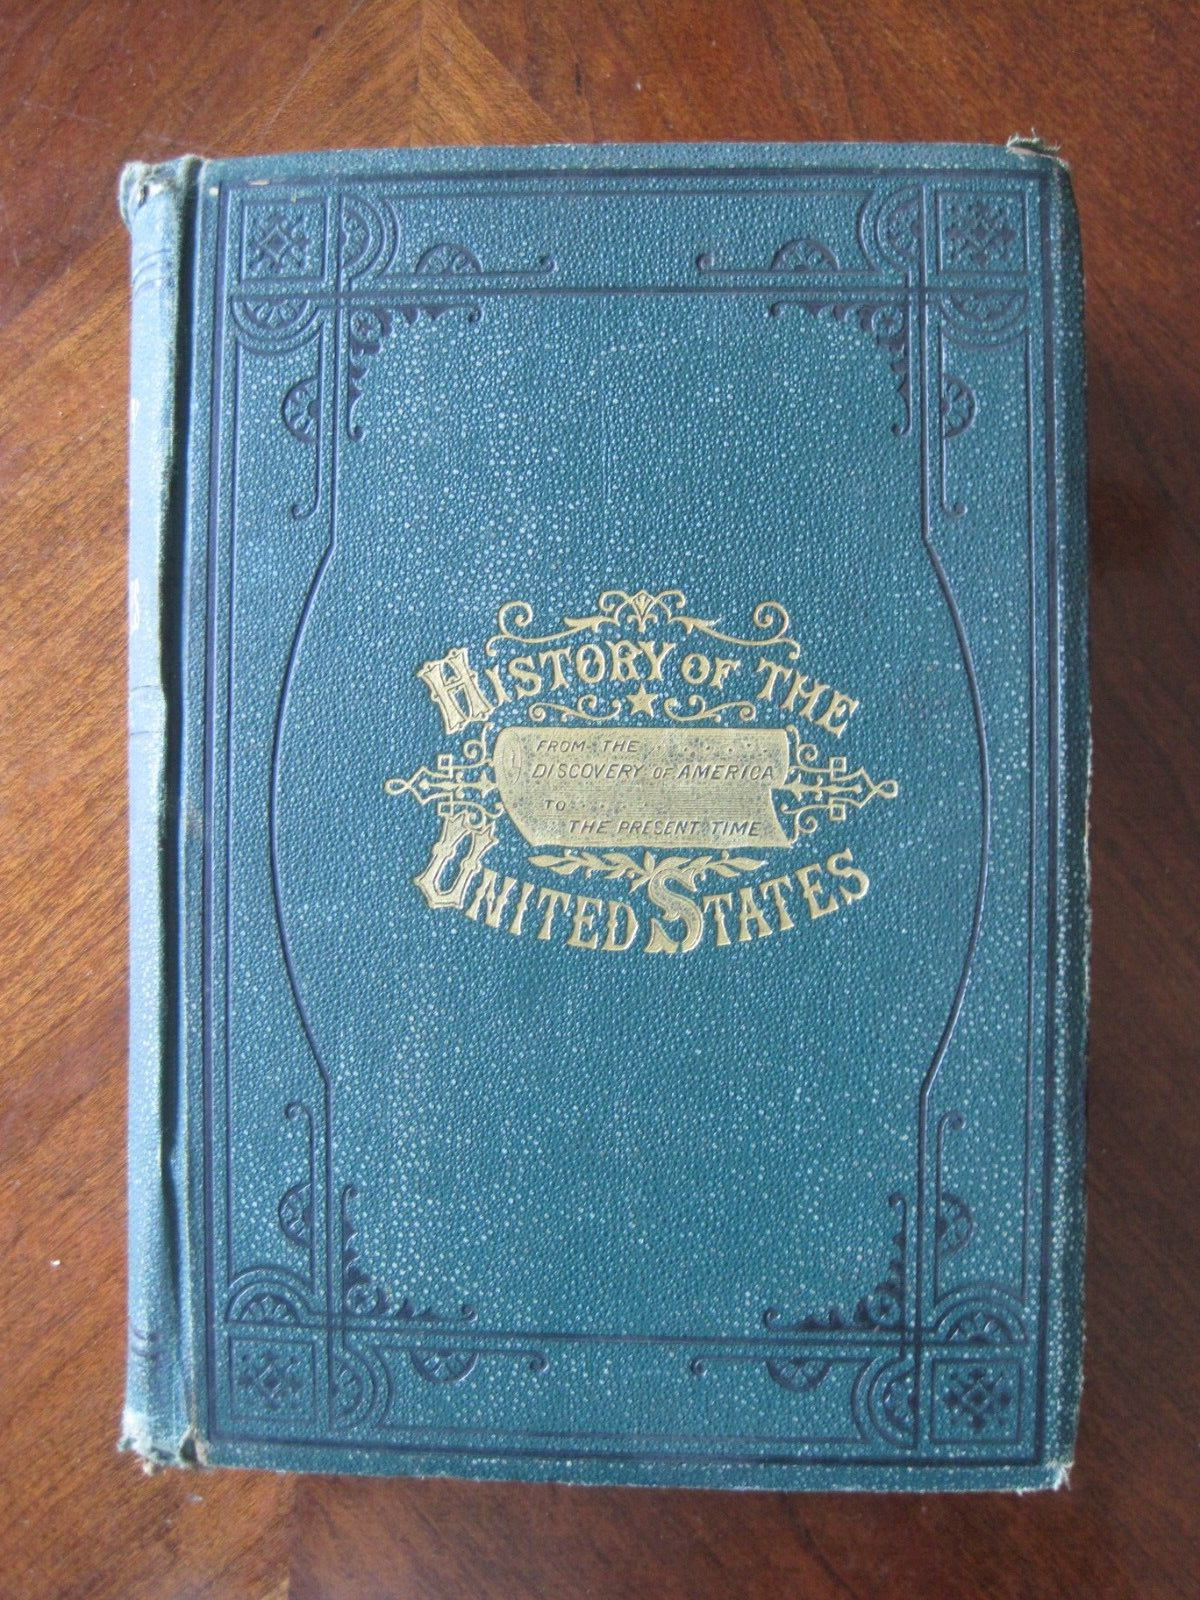 HISTORY OF THE
FROM THE
DISCOVERY OF AMERICA
TO
THE PRESENT TIME
UNITED STATES